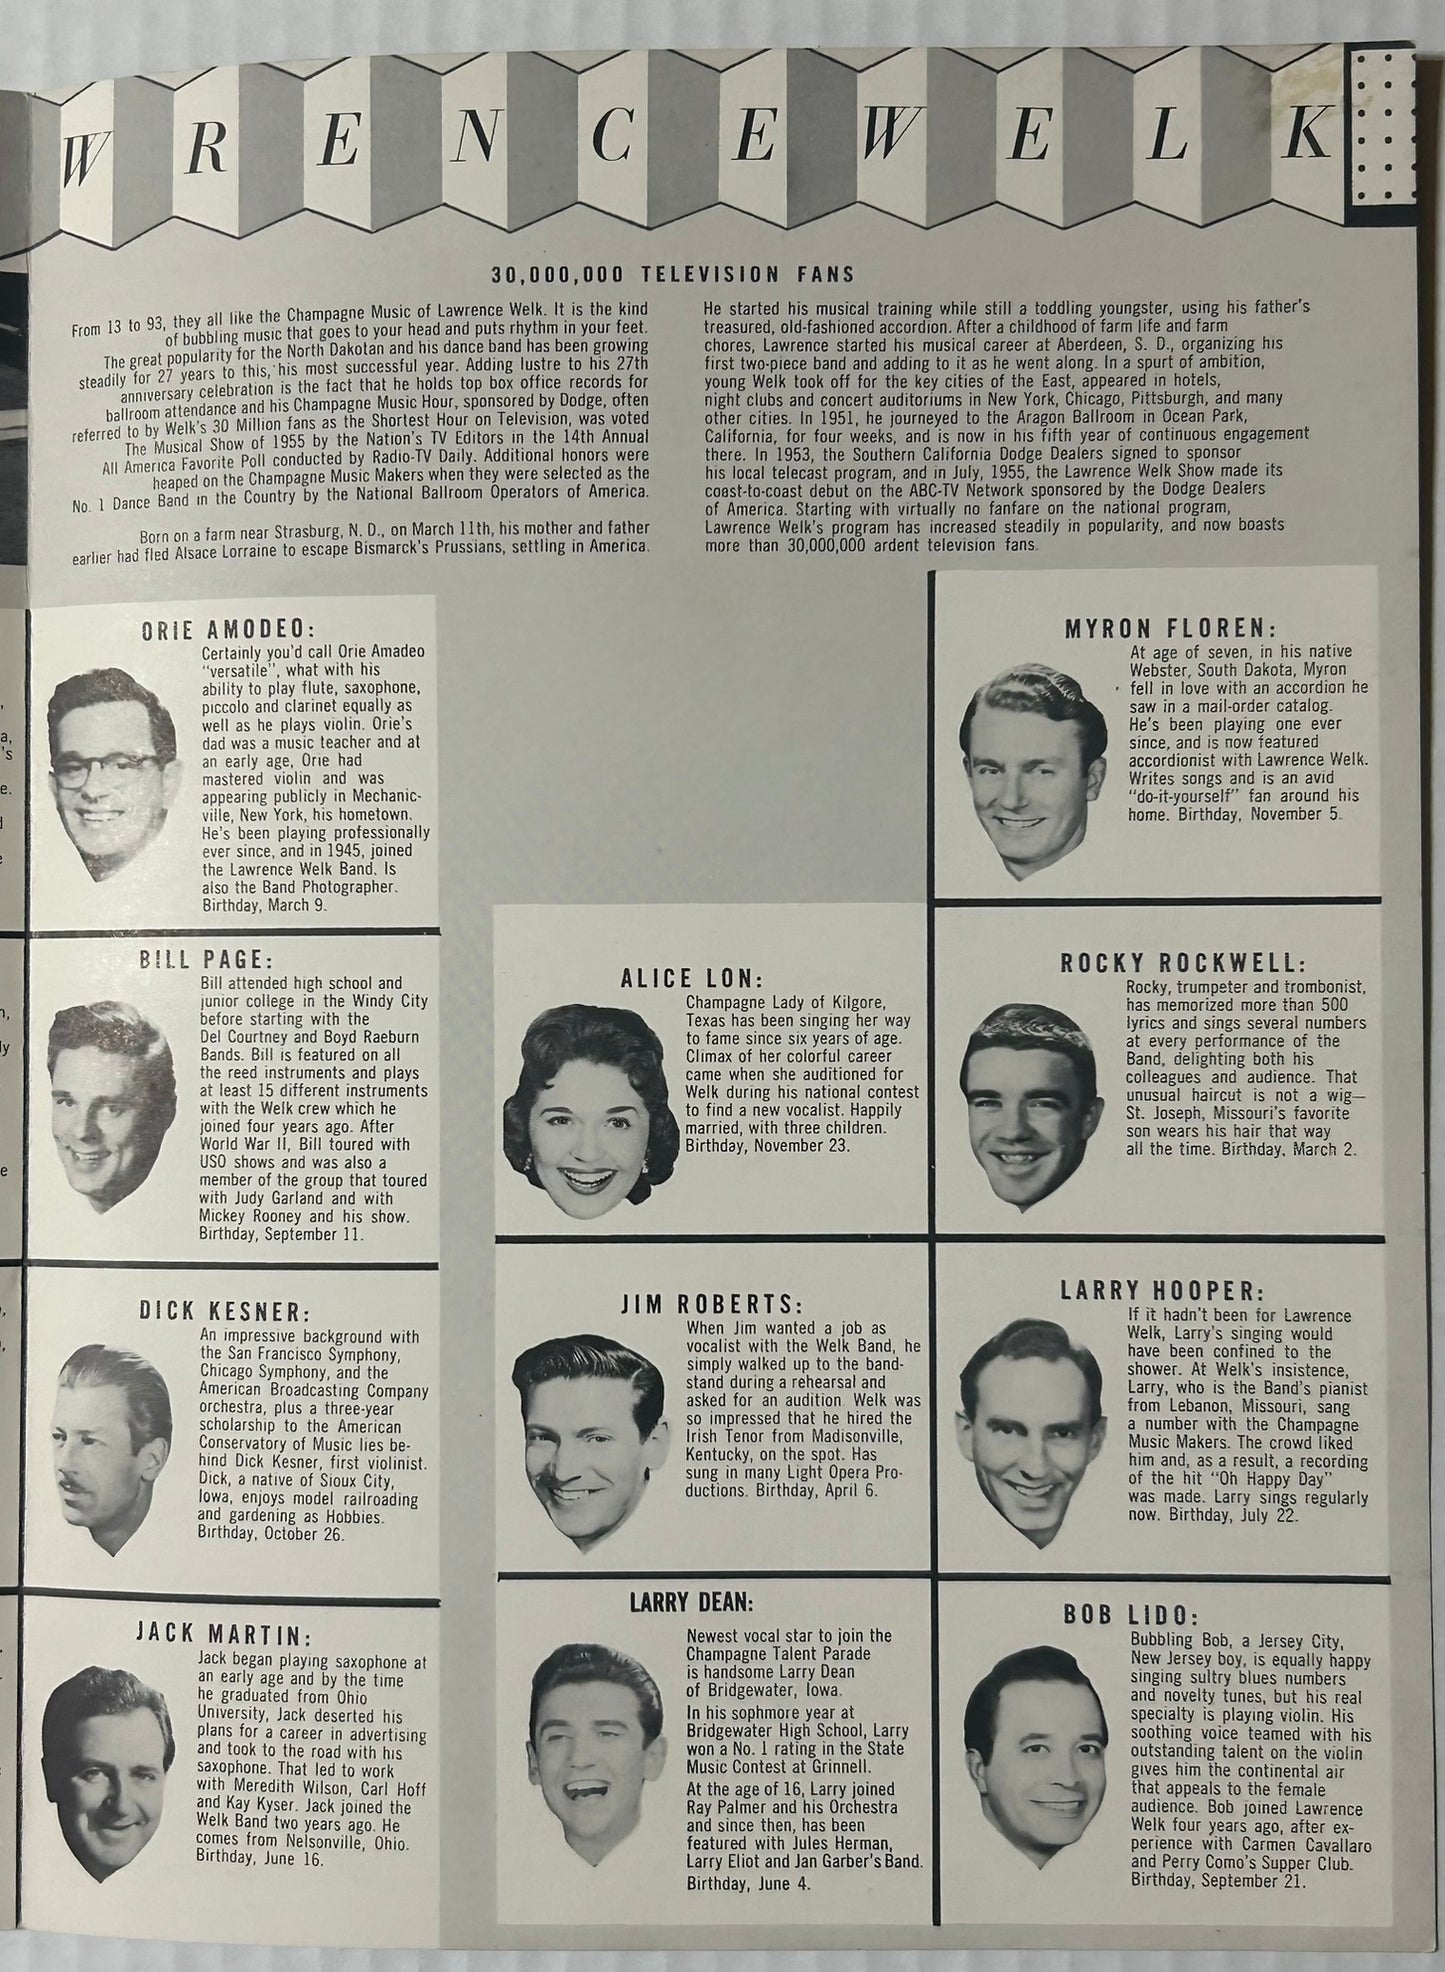 W R E N C E W E L K
30,000,000 TELEVISION FANS
From 13 to 93, they all like the Champagne Music of Lawrence Welk. It is the kind
of bubbling music that goes to your head and puts rhythm in your feet.
The great popularity for the North Dakotan and his dance band has been growing
steadily for 27 years to this, his most successful year. Adding lustre to his 27th
anniversary celebration is the fact that he holds top box office records for
ballroom attendance and his Champagne Music Hour, sponsored by Dodge, often
referred to by Welk's 30 Million fans as the Shortest Hour on Television, was voted
The Musical Show of 1955 by the Nation's TV Editors in the 14th Annual
All America Favorite Poll conducted by Radio-TV Daily. Additional honors were
heaped on the Champagne Music Makers when they were selected as the
No. 1 Dance Band in the Country by the National Ballroom Operators of America.
Born on a farm near Strasburg, N. D., on March 11th, his mother and father
earlier had fled Alsace Lorraine to escape Bismarck's Prussians, settling in America.
He started his musical training while still a toddling youngster, using his father's
treasured, old-fashioned accordion. After a childhood of farm life and farm
chores, Lawrence started his musical career at Aberdeen, S. D., organizing his
first two-piece band and adding to it as he went along. In a spurt of ambition,
young Welk took off for the key cities of the East, appeared in hotels,
night clubs and concert auditoriums in New York, Chicago, Pittsburgh, and many
other cities. In 1951, he journeyed to the Aragon Ballroom in Ocean Park,
California, for four weeks, and is now in his fifth year of continuous engagement
there. In 1953, the Southern California Dodge Dealers signed to sponsor
his local telecast program, and in July, 1955, the Lawrence Welk Show made its
coast-to-coast debut on the ABC-TV Network sponsored by the Dodge Dealers
of America. Starting with virtually no fanfare on the national program,
Lawrence Welk's program has increased steadily in popularity, and now boasts
more than 30,000,000 ardent television fans.
ORIE AMODEO:
Certainly you'd call Orie Amadeo
"versatile", what with his
ability to play flute, saxophone,
piccolo and clarinet equally as
well as he plays violin. Orie's
dad was a music teacher and at
an early age, Orie had
mastered violin and was
appearing publicly in Mechanic-
ville, New York, his hometown.
He's been playing professionally
ever since, and in 1945, joined
the Lawrence Welk Band. Is
also the Band Photographer.
Birthday, March 9.
BILL PAGE:
Bill attended high school and
junior college in the Windy City
before starting with the
Del Courtney and Boyd Raeburn
Bands. Bill is featured on all
the reed instruments and plays
at least 15 different instruments
with the Welk crew which he
joined four years ago. After
World War II, Bill toured with
USO shows and was also a
member of the group that toured
with Judy Garland and with
Mickey Rooney and his show.
Birthday, September 11.
DICK KESNER:
An impressive background with
the San Francisco Symphony,
Chicago Symphony, and the
American Broadcasting Company
orchestra, plus a three-year
scholarship to the American
Conservatory of Music lies be-
hind Dick Kesner, first violinist.
Dick, a native of Sioux City,
Iowa, enjoys model railroading
and gardening as Hobbies.
Birthday, October 26.
JACK MARTIN:
Jack began playing saxophone at
an early age and by the time
he graduated from Ohio
University, Jack deserted his
plans for a career in advertising
and took to the road with his
saxophone. That led to work
with Meredith Wilson, Carl Hoff
and Kay Kyser. Jack joined the
Welk Band two years ago. He
comes from Nelsonville, Ohio.
Birthday, June 16.
ALICE LON:
Champagne Lady of Kilgore,
Texas has been singing her way
to fame since six years of age.
Climax of her colorful career
came when she auditioned for
Welk during his national contest
to find a new vocalist. Happily
married, with three children.
Birthday, November 23.
JIM ROBERTS:
When Jim wanted a job as
vocalist with the Welk Band, he
simply walked up to the band-
stand during a rehearsal and
asked for an audition. Welk was
so impressed that he hired the
Irish Tenor from Madisonville,
Kentucky, on the spot. Has
sung in many Light Opera Pro-
ductions. Birthday, April 6.
LARRY DEAN:
Newest vocal star to join the
Champagne Talent Parade
is handsome Larry Dean
of Bridgewater, Iowa.
In his sophmore year at
Bridgewater High School, Larry
won a No. 1 rating in the State
Music Contest at Grinnell.
At the age of 16, Larry joined
Ray Palmer and his Orchestra
and since then, has been
featured with Jules Herman,
Larry Eliot and Jan Garber's Band.
Birthday, June 4.
MYRON FLOREN:
At age of seven, in his native
Webster, South Dakota, Myron
fell in love with an accordion he
saw in a mail-order catalog.
He's been playing one ever
since, and is now featured
accordionist with Lawrence Welk.
Writes songs and is an avid
"do-it-yourself" fan around his
home. Birthday, November 5.
ROCKY ROCKWELL:
Rocky, trumpeter and trombonist,
has memorized more than 500
lyrics and sings several numbers
at every performance of the
Band, delighting both his
colleagues and audience. That
unusual haircut is not a wig—
St. Joseph, Missouri's favorite
son wears his hair that way
all the time. Birthday, March 2.
LARRY HOOPER:
If it hadn't been for Lawrence
Welk, Larry's singing would
have been confined to the
shower. At Welk's insistence,
Larry, who is the Band's pianist
from Lebanon, Missouri, sang
a number with the Champagne
Music Makers. The crowd liked
him and, as a result, a recording
of the hit "Oh Happy Day"
was made. Larry sings regularly
now. Birthday, July 22.
BOB LIDO:
Bubbling Bob, a Jersey City,
New Jersey boy, is equally happy
singing sultry blues numbers
and novelty tunes, but his real
specialty is playing violin. His
soothing voice teamed with his
outstanding talent on the violin
gives him the continental air
that appeals to the female
audience. Bob joined Lawrence
Welk four years ago, after ex-
perience with Carmen Cavallaro
and Perry Como's Supper Club.
Birthday, September 21.